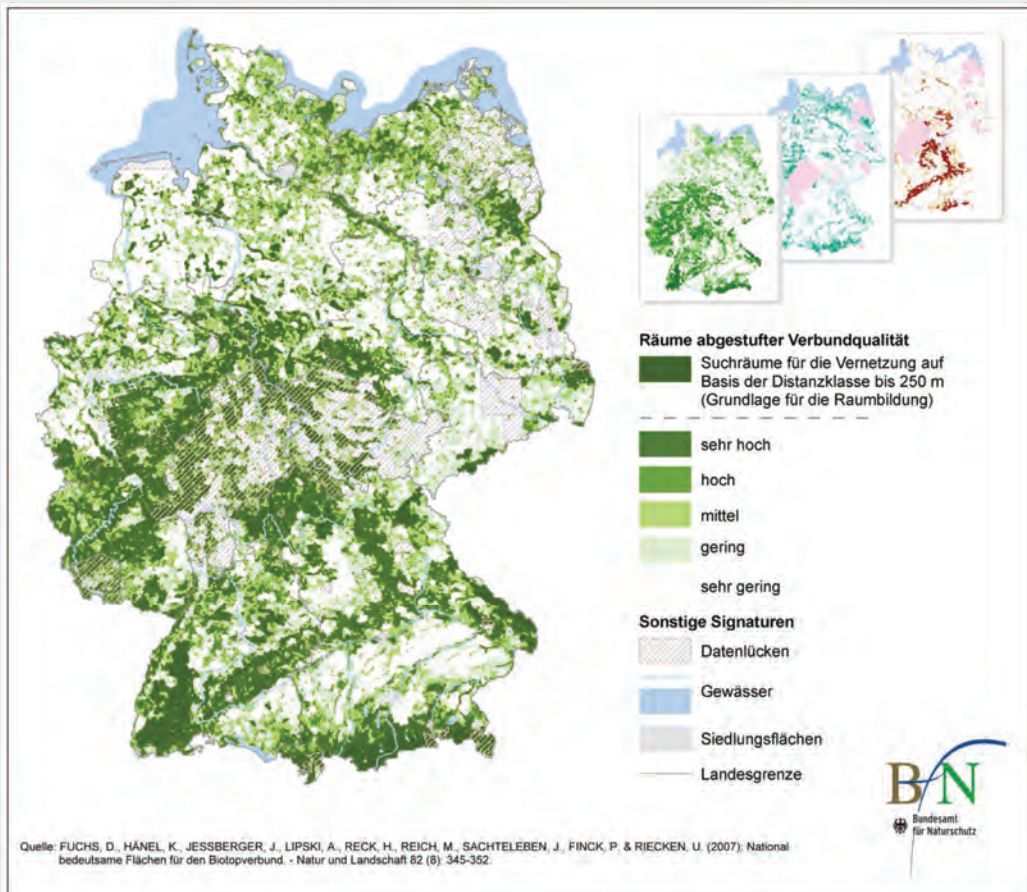 Räume abgestufter Verbundqualität
Suchräume für die Vernetzung auf
Basis der Distanzklasse bis 250 m
(Grundlage für die Raumbildung)
sehr hoch
hoch
mittel
gering
sehr gering
Sonstige Signaturen
Datenlücken
Gewässer
Siedlungsflächen
Landesgrenze
BfN
Bundesamt
für Naturschutz
Quelle: FUCHS, D., HÄNEL, K., JESSBERGER, J., LIPSKI, A., RECK, H., REICH, M., SACHTELEBEN, J., FINCK, P. & RIECKEN, U. (2007): National
bedeutsame Flächen für den Biotopverbund. - Natur und Landschaft 82 (8): 345-352.